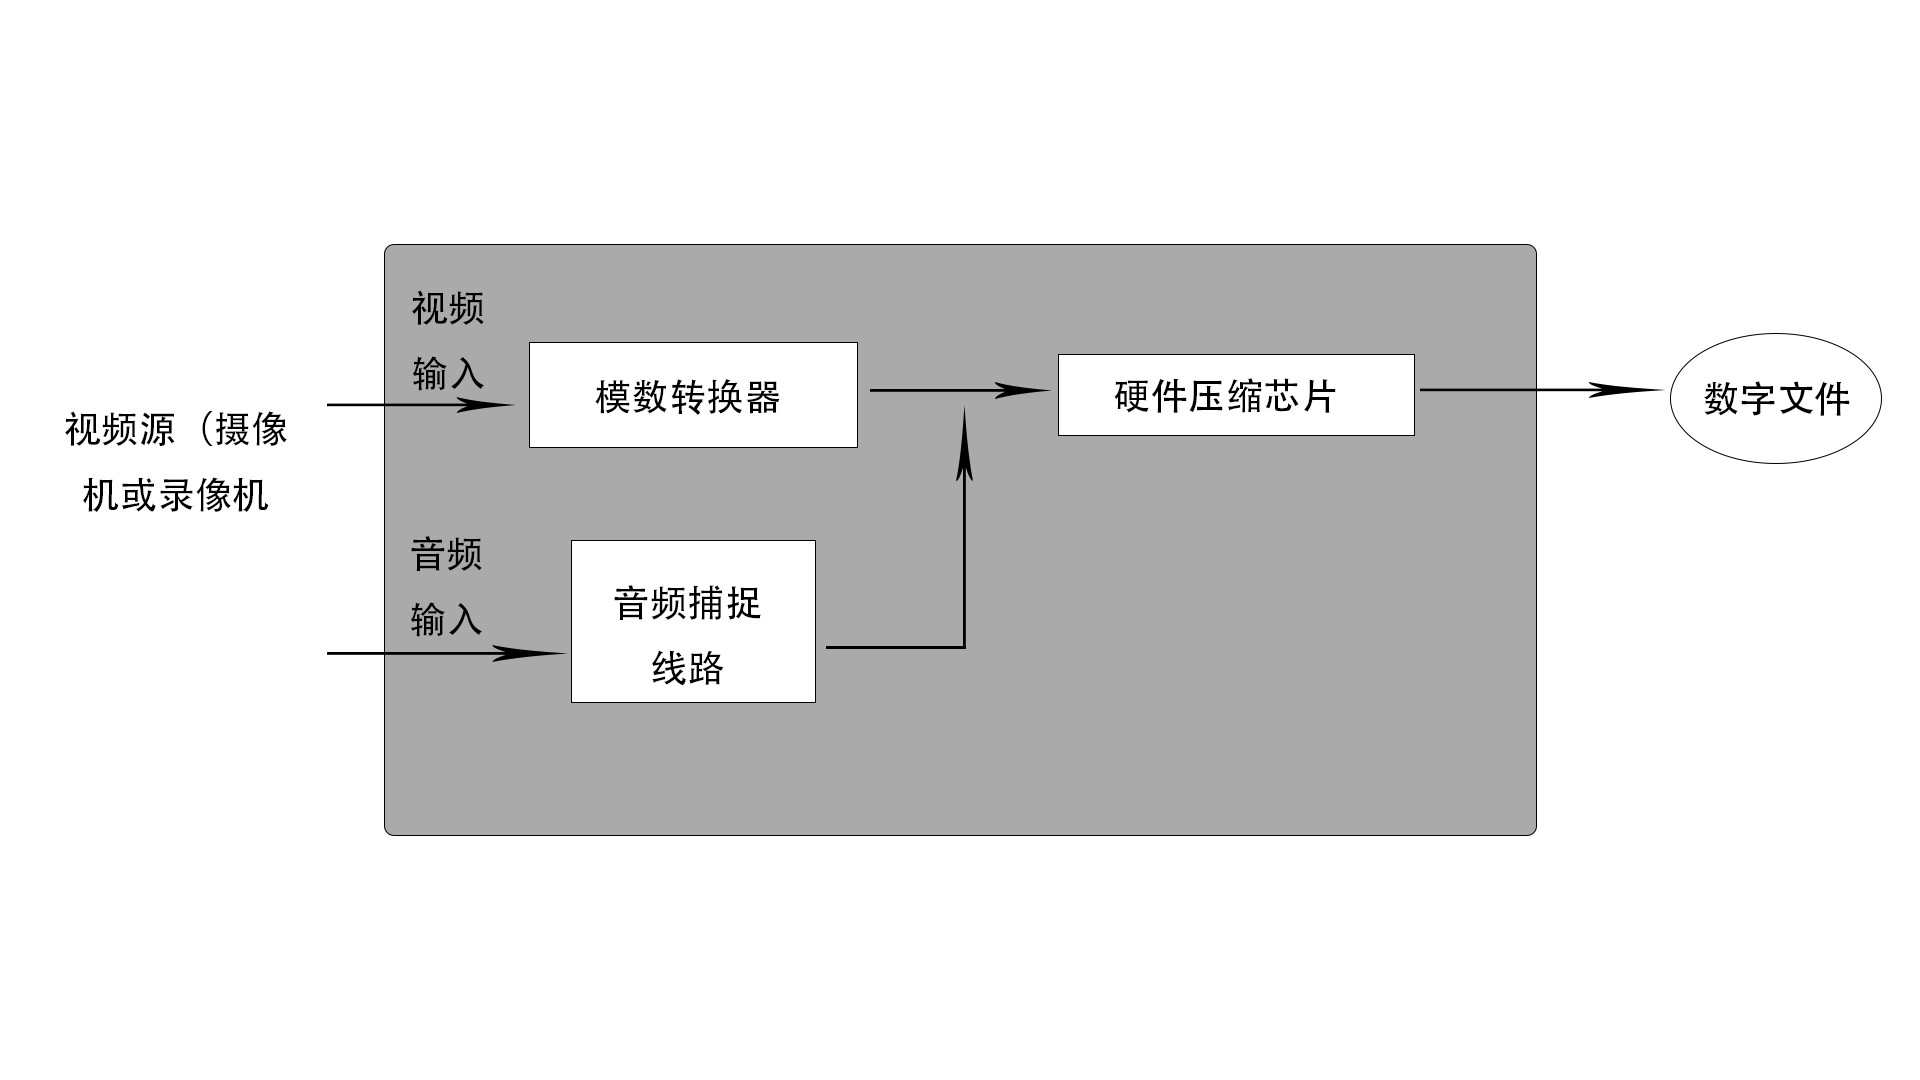 视频源（摄像
机或录像机
视频
输入
模数转换器
音频
输入
音频捕捉
线路
硬件压缩芯片
数字文件